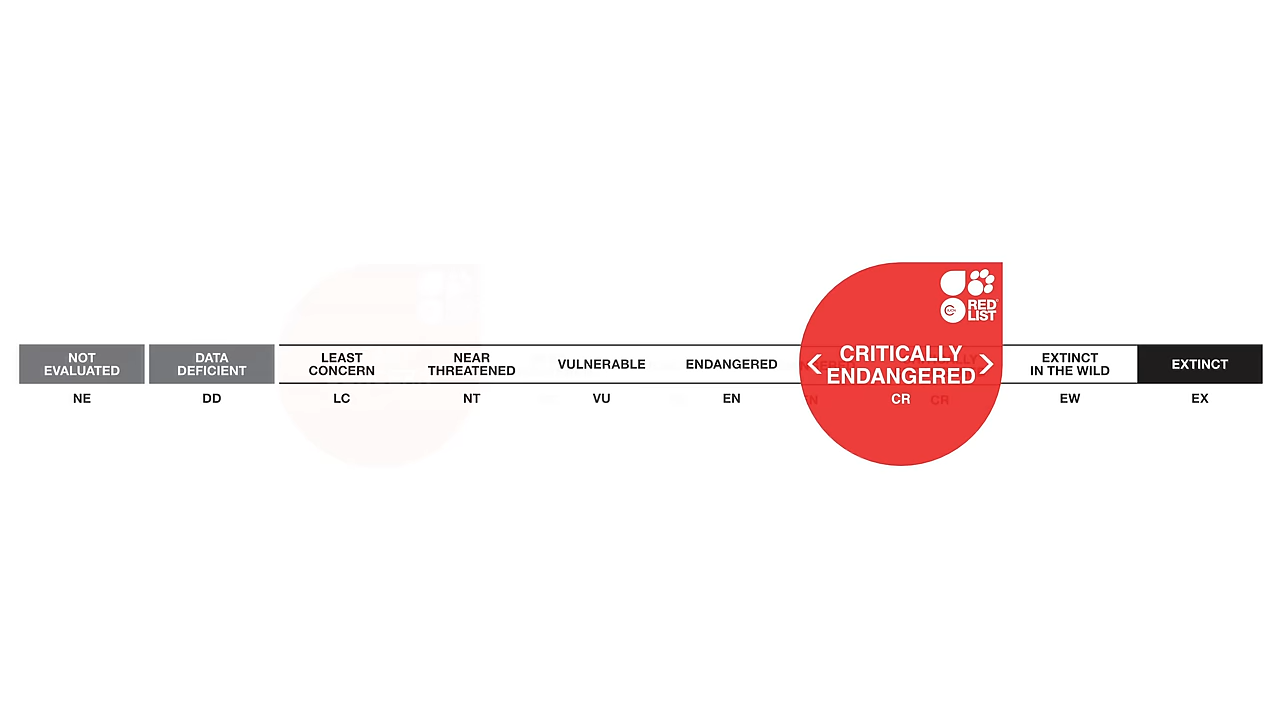 RED
LIST
NOT
EVALUATED
DATA
DEFICIENT
LEAST
CONCERN
NEAR
THREATENED
VULNERABLE
ENDANGERED
< CRITICALLY
ENDANGERED >
EXTINCT
IN THE WILD
EXTINCT
NE
DD
LC
NT
VU
EN
CR
EW
EX